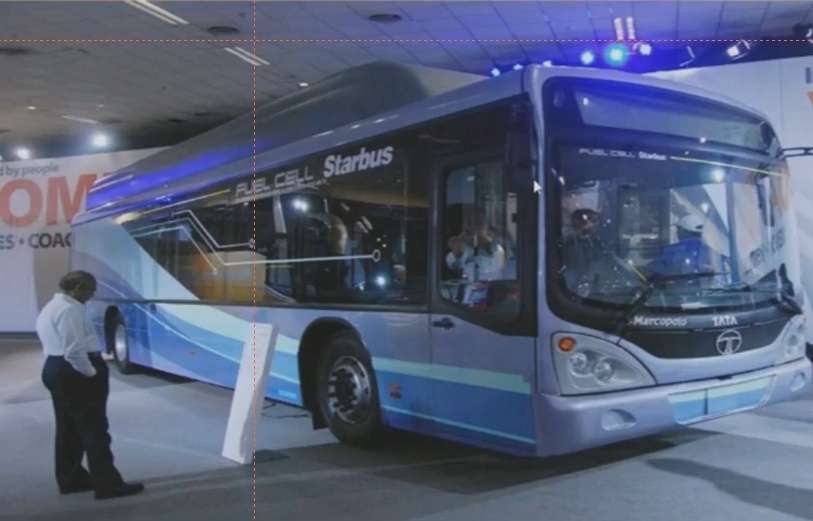 d by people
OM
ES • COAC
FUEL CELL Starbus
FUEL CELL Starbus
Marcopolo TATA